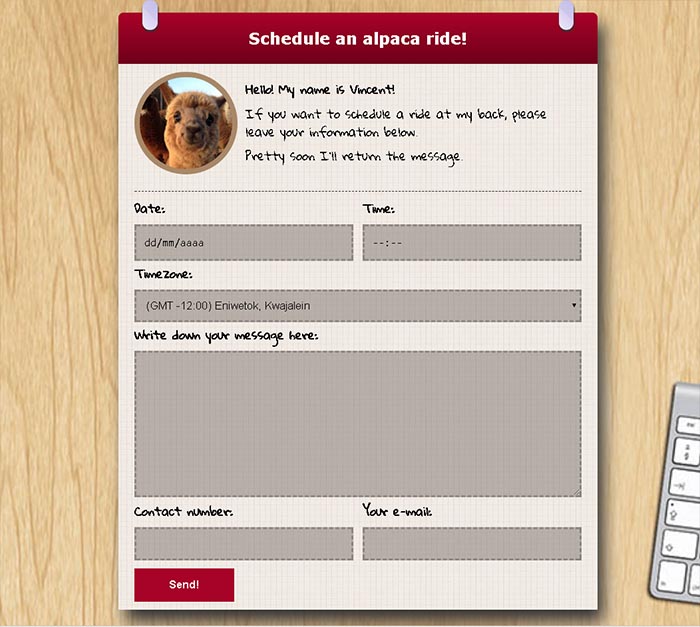 Schedule an alpaca ride!
Hello! My name is Vincent!
If you want to schedule a ride at my back, please
leave your information below.
Pretty soon I'll return the message.
Date:
Time:
dd/mm/aaaa
--:--
Timezone:
(GMT -12:00) Eniwetok, Kwajalein
Write down your message here:
Contact number:
Your e-mail:
Send!